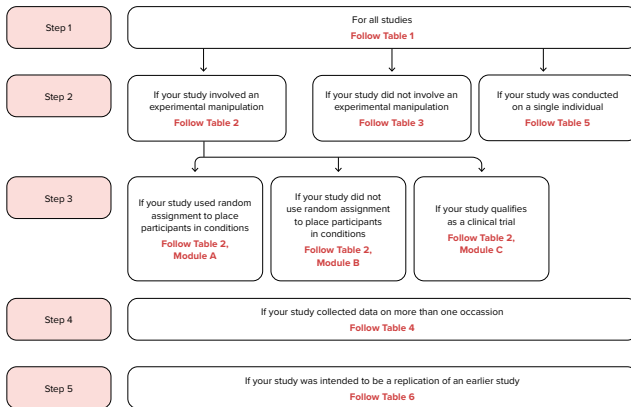 Step 1
For all studies
Follow Table 1
Step 2
If your study involved an
experimental manipulation
Follow Table 2
If your study did not involve an
experimental manipulation
Follow Table 3
If your study was conducted
on a single individual
Follow Table 5
Step 3
If your study used random
assignment to place
participants in conditions
Follow Table 2,
Module A
If your study did not
use random assignment
to place participants
in conditions
Follow Table 2,
Module B
If your study qualifies
as a clinical trial
Follow Table 2,
Module C
Step 4
If your study collected data on more than one occassion
Follow Table 4
Step 5
If your study was intended to be a replication of an earlier study
Follow Table 6